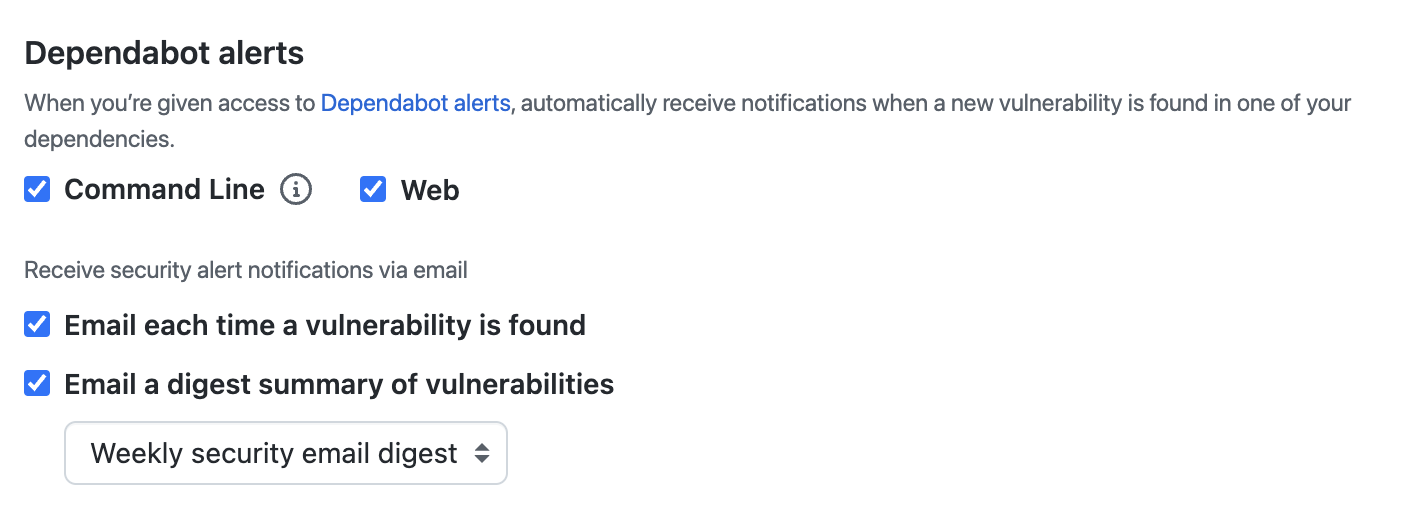 Dependabot alerts
When you’re given access to Dependabot alerts, automatically receive notifications when a new vulnerability is found in one of your
dependencies.
Command Line Web
Receive security alert notifications via email
Email each time a vulnerability is found
Email a digest summary of vulnerabilities
Weekly security email digest